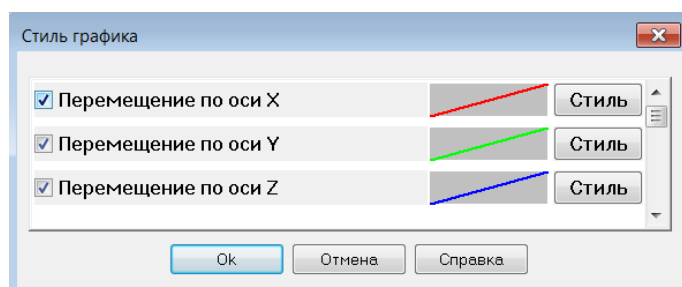 Стиль графика
Перемещение по оси X Стиль
Перемещение по оси Y Стиль
Перемещение по оси Z Стиль
Ok Отмена Справка